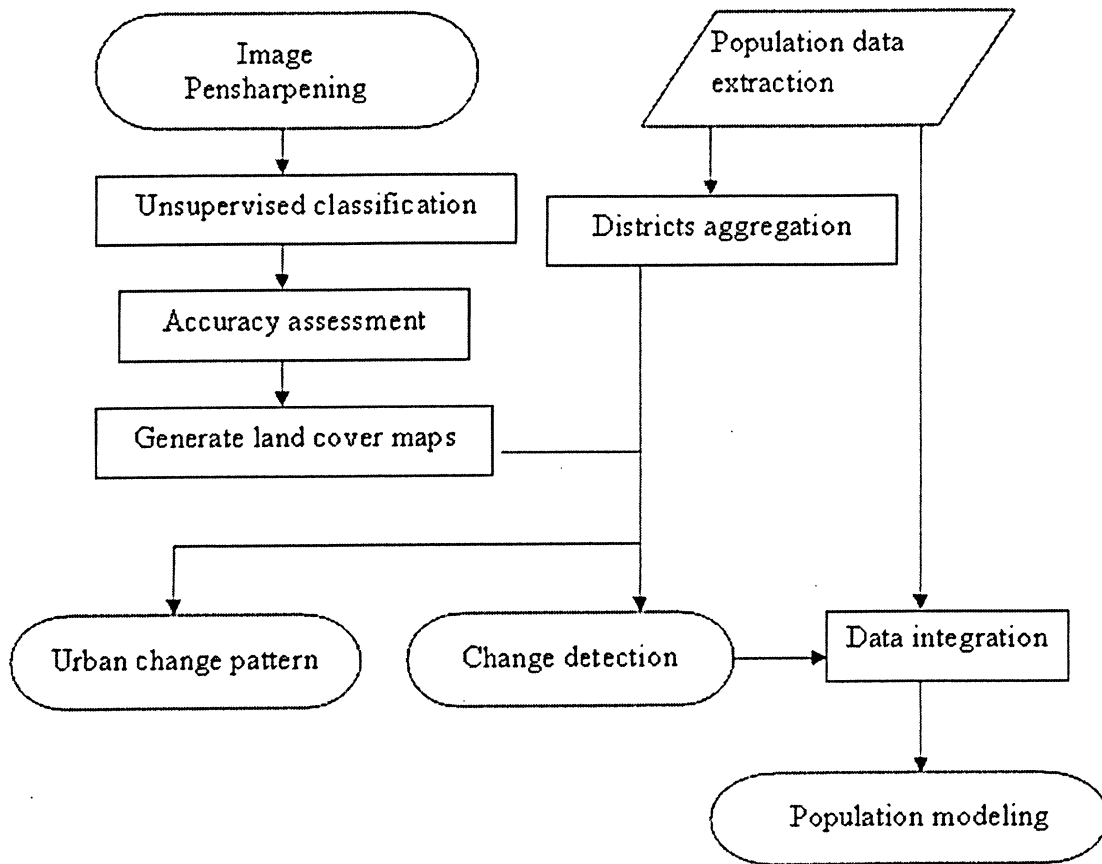 Image
Pensharpening
Population data
extraction
Unsupervised classification
Districts aggregation
Accuracy assessment
Generate land cover maps
Urban change pattern
Change detection
Data integration
Population modeling